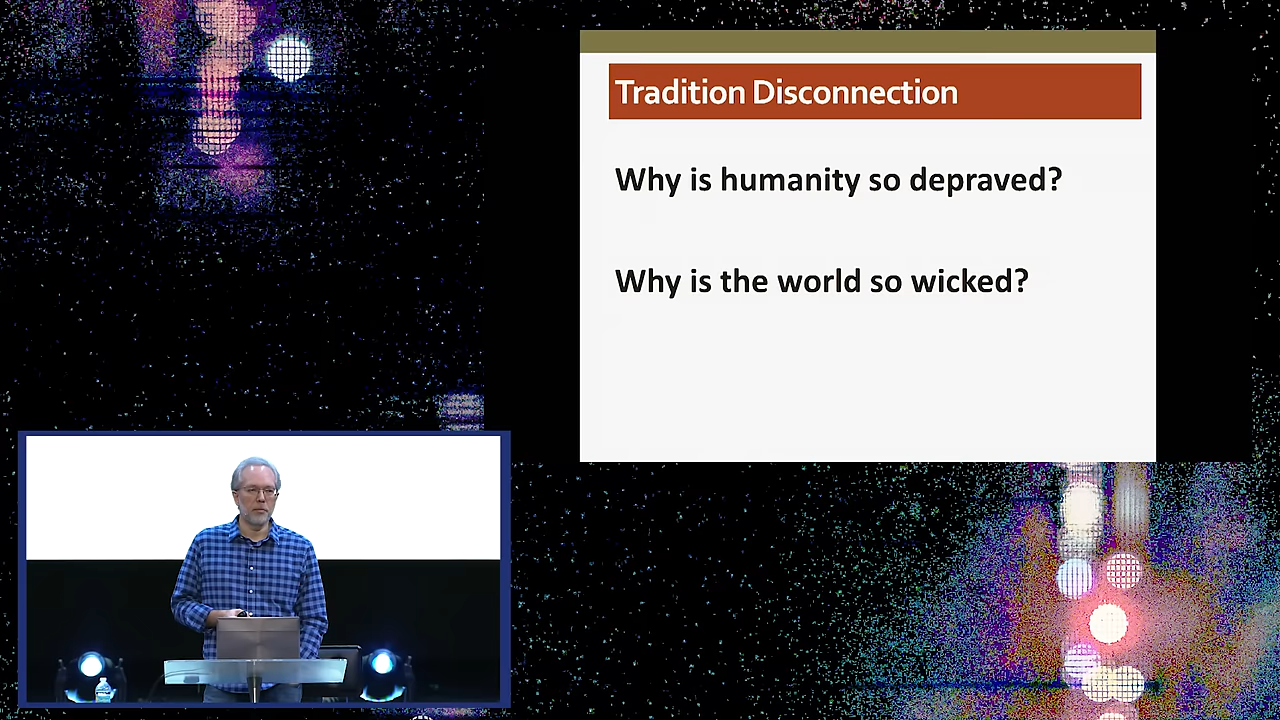 Tradition Disconnection
Why is humanity so depraved?
Why is the world so wicked?